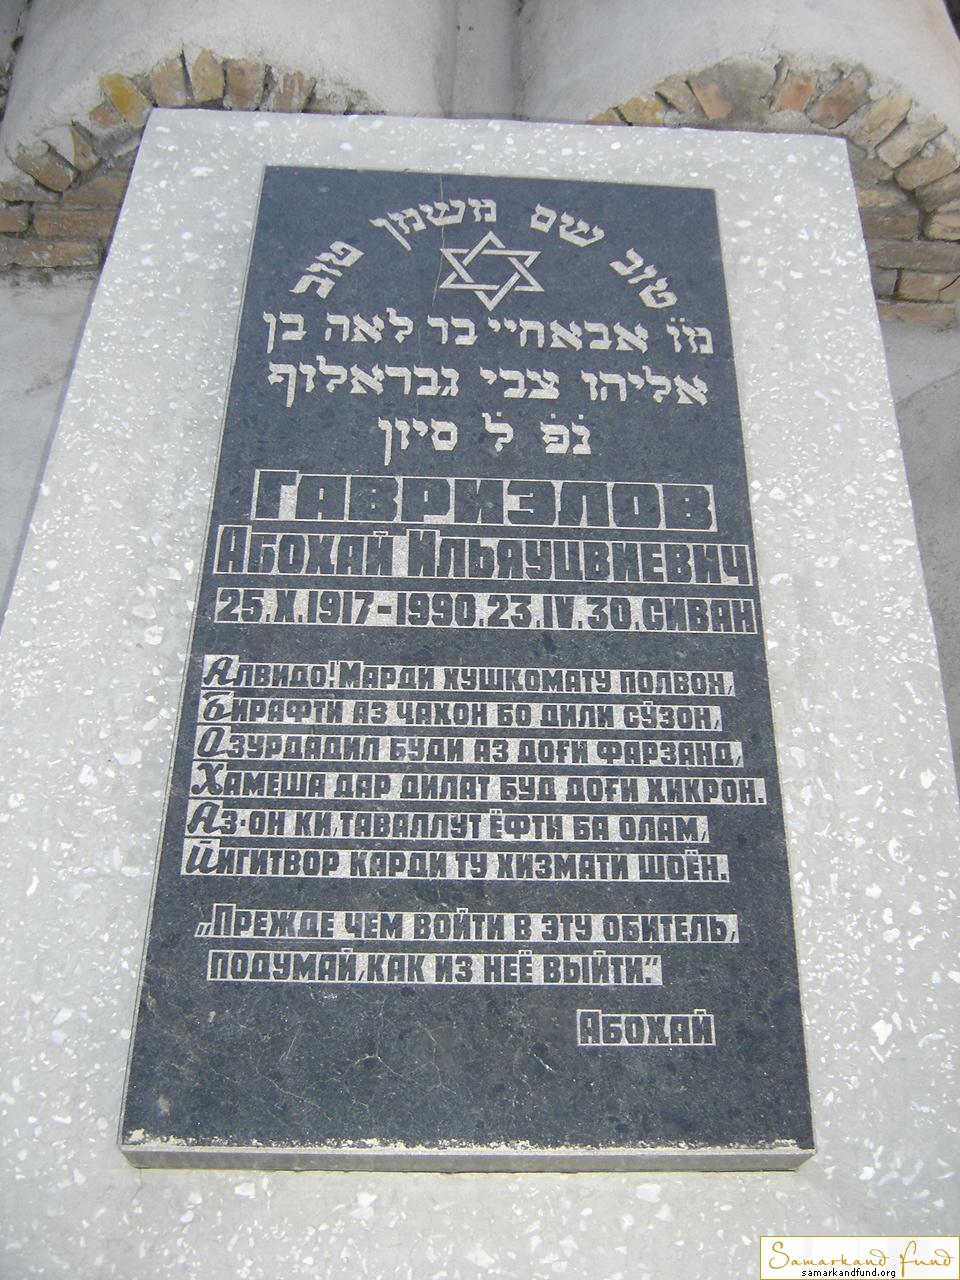 טוב שם משמן טוב
מ״ו אבאחיי בר לאה בן
אליהו צבי גבראלוף
נפ ל סיון
ГАВРИЭЛОВ
АБОХАЙ ИЛЬЯУЦВИЕВИЧ
25.X.1917-1990.23.IV.30.СИВАН
АЛВИДО! МАРДИ ХУШКОМАТУ ПОЛВОН,
БИРАФТИ АЗ ЧАХОН БО ДИЛИ СӮЗОН,
ОЗУРДАДИЛ БУДИ АЗ ДОҒИ ФАРЗАНД,
ХАМЕША ДАР ДИЛАТ БУД ДОҒИ ХИКРОН.
АЗ-ОН КИ, ТАВАЛЛУТ ЁФТИ БА ОЛАМ,
ЙИГИТВОР КАРДИ ТУ ХИЗМАТИ ШОЁН.
„ПРЕЖДЕ ЧЕМ ВОЙТИ В ЭТУ ОБИТЕЛЬ,
ПОДУМАЙ, КАК ИЗ НЕЁ ВЫЙТИ."
АБОХАЙ
Samarkand fund
samarkandfund.org